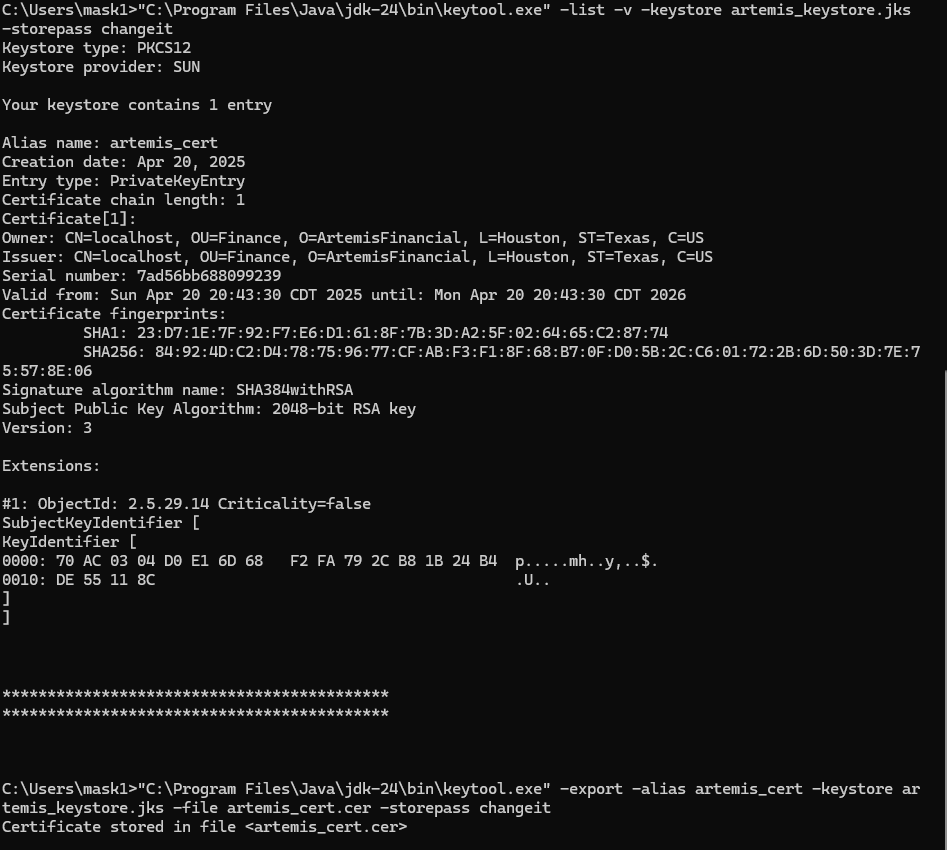 C:\Users\mask1>"C:\Program Files\Java\jdk-24\bin\keytool.exe" -list -v -keystore artemis_keystore.jks
-storepass changeit
Keystore type: PKCS12
Keystore provider: SUN

Your keystore contains 1 entry

Alias name: artemis_cert
Creation date: Apr 20, 2025
Entry type: PrivateKeyEntry
Certificate chain length: 1
Certificate[1]:
Owner: CN=localhost, OU=Finance, O=ArtemisFinancial, L=Houston, ST=Texas, C=US
Issuer: CN=localhost, OU=Finance, O=ArtemisFinancial, L=Houston, ST=Texas, C=US
Serial number: 7ad56bb688099239
Valid from: Sun Apr 20 20:43:30 CDT 2025 until: Mon Apr 20 20:43:30 CDT 2026
Certificate fingerprints:
         SHA1: 23:D7:1E:7F:92:F7:E6:D1:61:8F:7B:3D:A2:5F:02:64:65:C2:87:74
         SHA256: 84:92:4D:C2:D4:78:75:96:77:CF:AB:F3:F1:8F:68:B7:0F:D0:5B:2C:C6:01:72:2B:6D:50:3D:7E:7
5:57:8E:06
Signature algorithm name: SHA384withRSA
Subject Public Key Algorithm: 2048-bit RSA key
Version: 3

Extensions:

#1: ObjectId: 2.5.29.14 Criticality=false
SubjectKeyIdentifier [
KeyIdentifier [
0000: 70 AC 03 04 D0 E1 6D 68   F2 FA 79 2C B8 1B 24 B4  p.....mh..y,..$.
0010: DE 55 11 8C                                        .U..
]
]

*******************************************
*******************************************

C:\Users\mask1>"C:\Program Files\Java\jdk-24\bin\keytool.exe" -export -alias artemis_cert -keystore ar
temis_keystore.jks -file artemis_cert.cer -storepass changeit
Certificate stored in file <artemis_cert.cer>